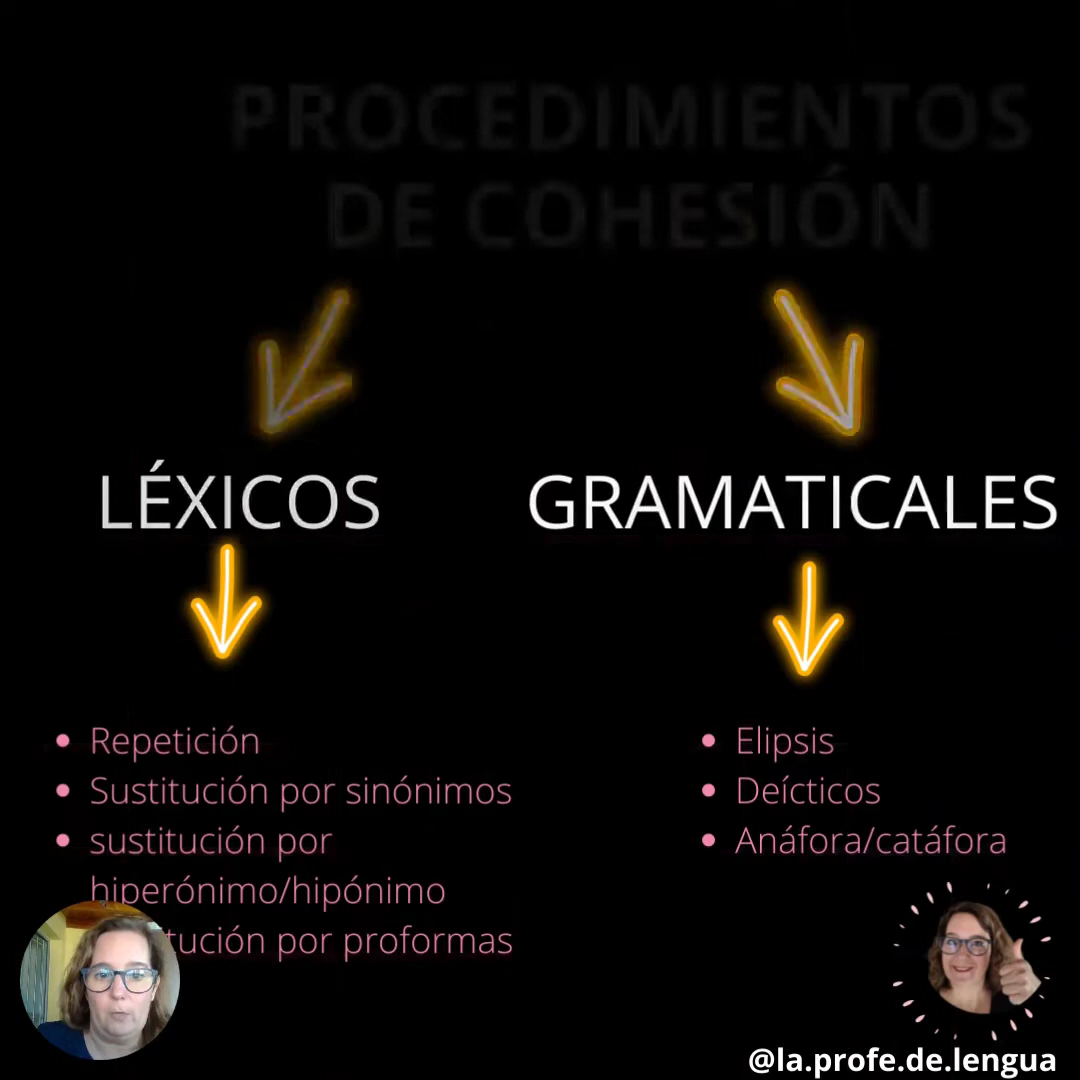 PROCEDIMIENTOS
DE COHESIÓN
LÉXICOS
GRAMATICALES
• Repetición
• Sustitución por sinónimos
• sustitución por
hiperónimo/hipónimo
tución por proformas
• Elipsis
• Deícticos
• Anáfora/catáfora
@la.profe.de.lengua